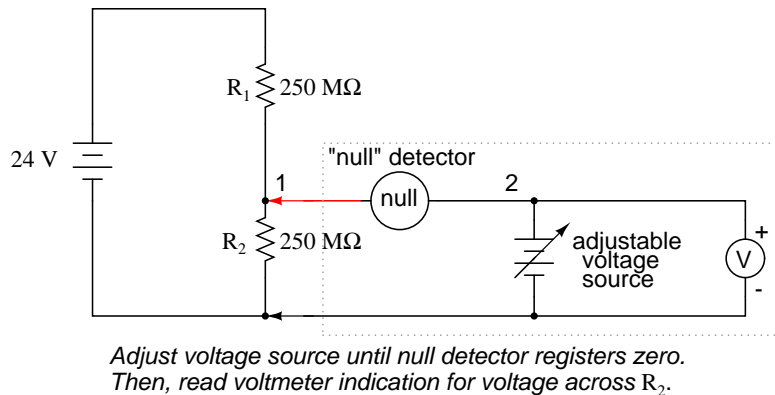 R1 250 MΩ
24 V
"null" detector
1
null
2
R2 250 MΩ
adjustable
voltage
source
+
V
-
Adjust voltage source until null detector registers zero.
Then, read voltmeter indication for voltage across R2.